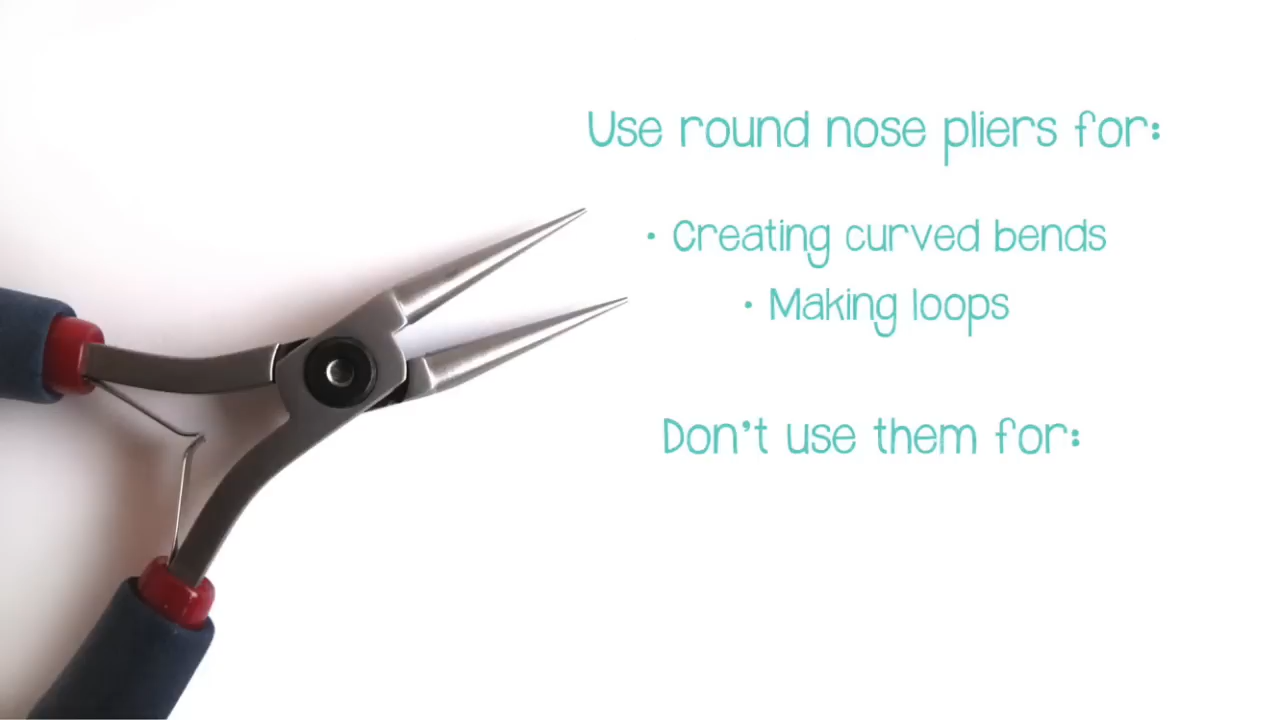 Use round nose pliers for:
• Creating curved bends
• Making loops
Don't use them for: